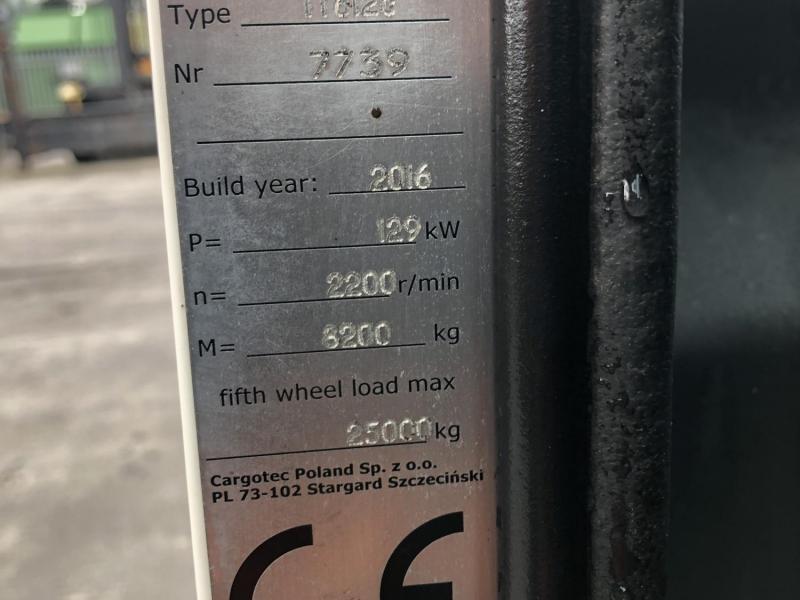 Type TT612G
Nr 7739
Build year: 2016
P= 129 kW
n= 2200 r/min
M= 8200 kg
fifth wheel load max
25000 kg
Cargotec Poland Sp. z o.o.
PL 73-102 Stargard Szczeciński
CE